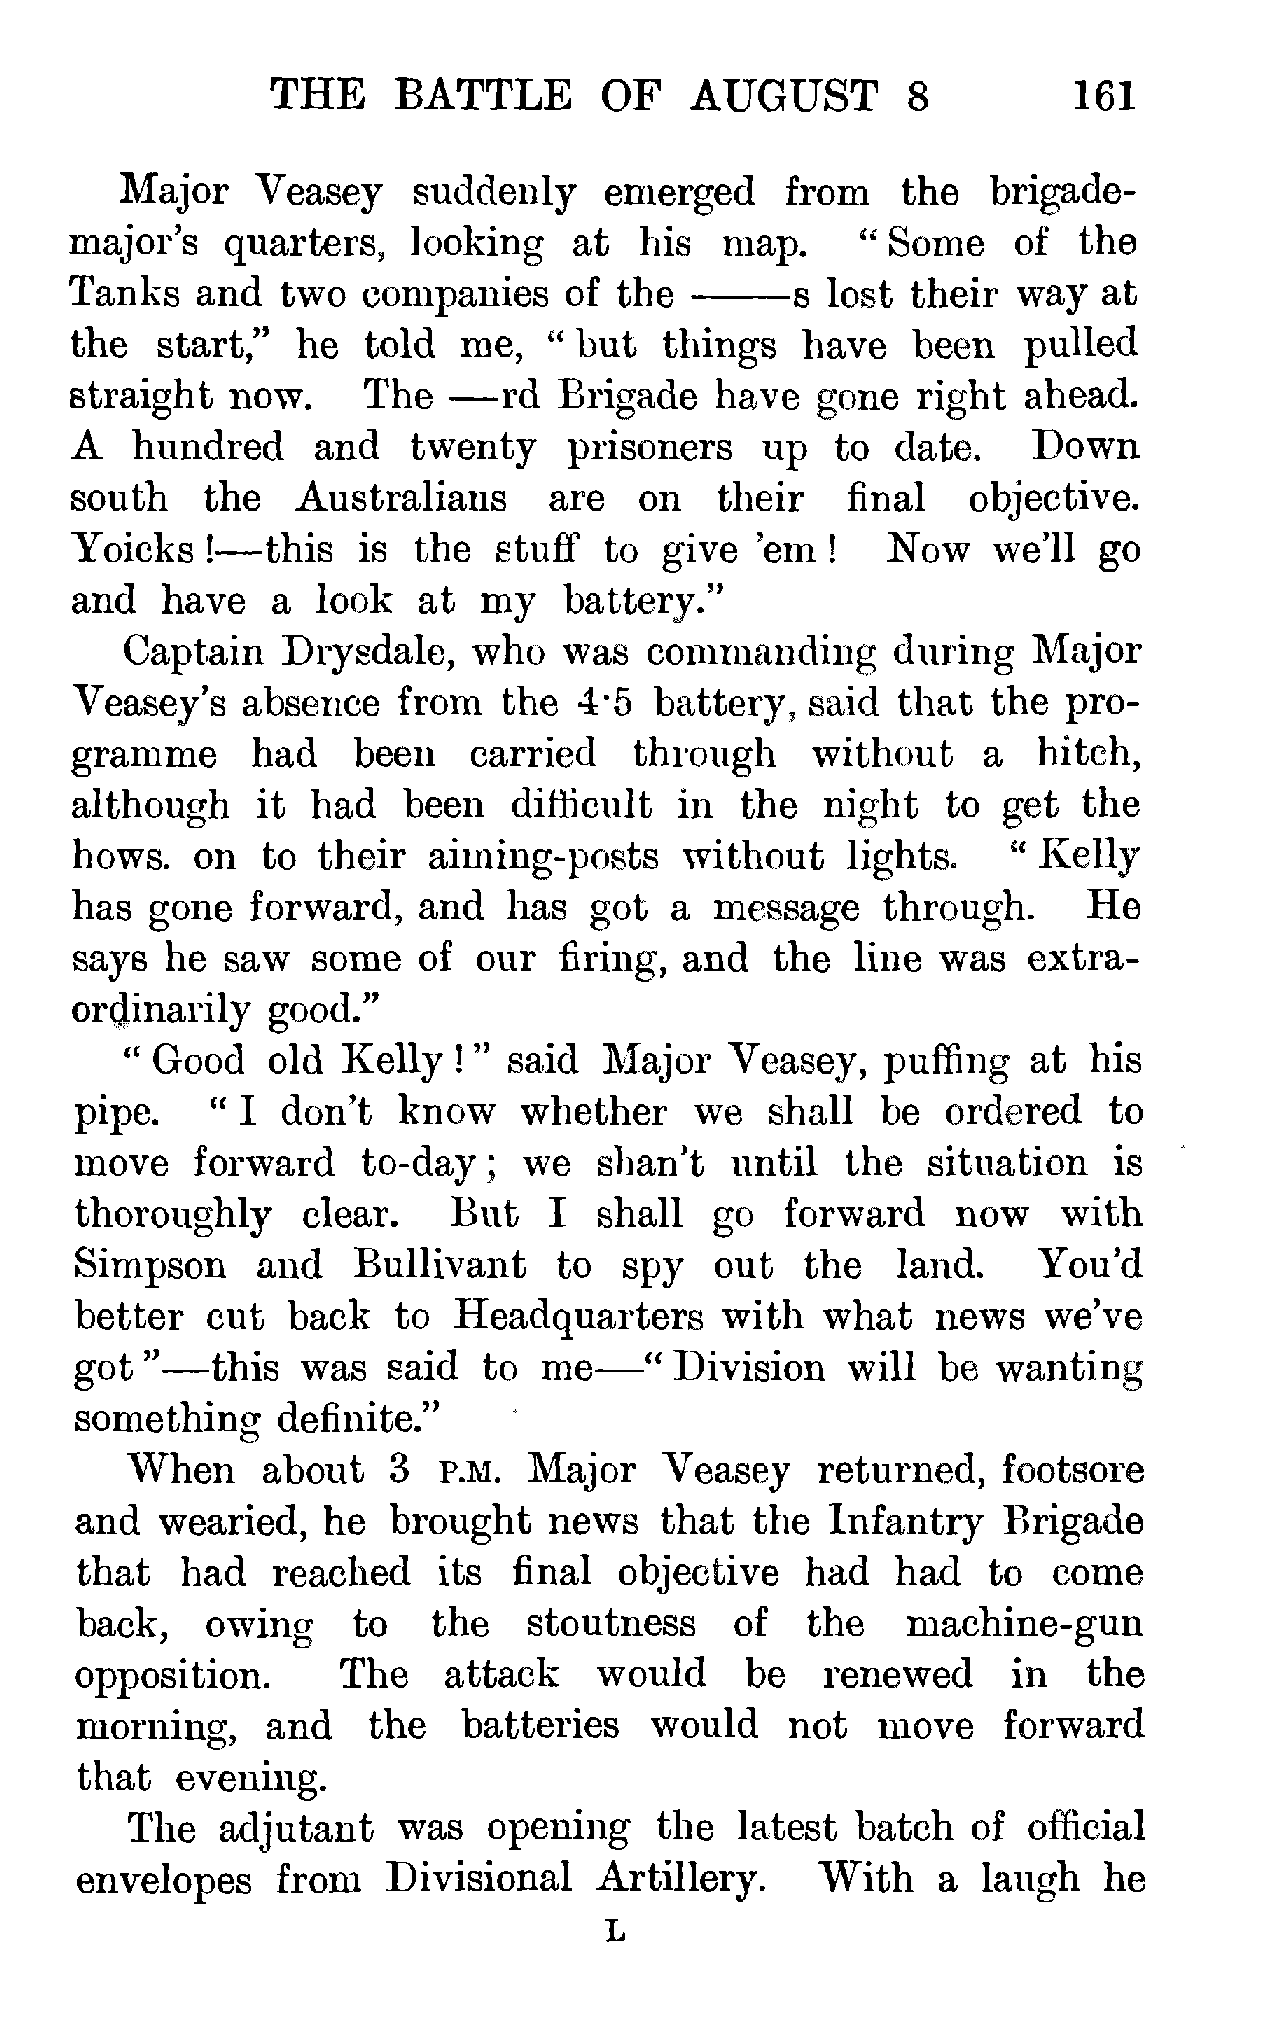 THE BATTLE OF AUGUST 8 161
Major Veasey suddenly emerged from the brigade-
major's quarters, looking at his map. “ Some of the
Tanks and two companies of the ——s lost their way at
the start,” he told me, “ but things have been pulled
straight now. The —rd Brigade have gone right ahead.
A hundred and twenty prisoners up to date. Down
south the Australians are on their final objective.
Yoicks !—this is the stuff to give 'em ! Now we'll go
and have a look at my battery.”
Captain Drysdale, who was commanding during Major
Veasey's absence from the 4·5 battery, said that the pro-
gramme had been carried through without a hitch,
although it had been difficult in the night to get the
hows. on to their aiming-posts without lights. “ Kelly
has gone forward, and has got a message through. He
says he saw some of our firing, and the line was extra-
ordinarily good.”
“ Good old Kelly ! ” said Major Veasey, puffing at his
pipe. “ I don't know whether we shall be ordered to
move forward to-day ; we shan't until the situation is
thoroughly clear. But I shall go forward now with
Simpson and Bullivant to spy out the land. You'd
better cut back to Headquarters with what news we've
got ”—this was said to me—“ Division will be wanting
something definite.”
When about 3 P.M. Major Veasey returned, footsore
and wearied, he brought news that the Infantry Brigade
that had reached its final objective had had to come
back, owing to the stoutness of the machine-gun
opposition. The attack would be renewed in the
morning, and the batteries would not move forward
that evening.
The adjutant was opening the latest batch of official
envelopes from Divisional Artillery. With a laugh he
L